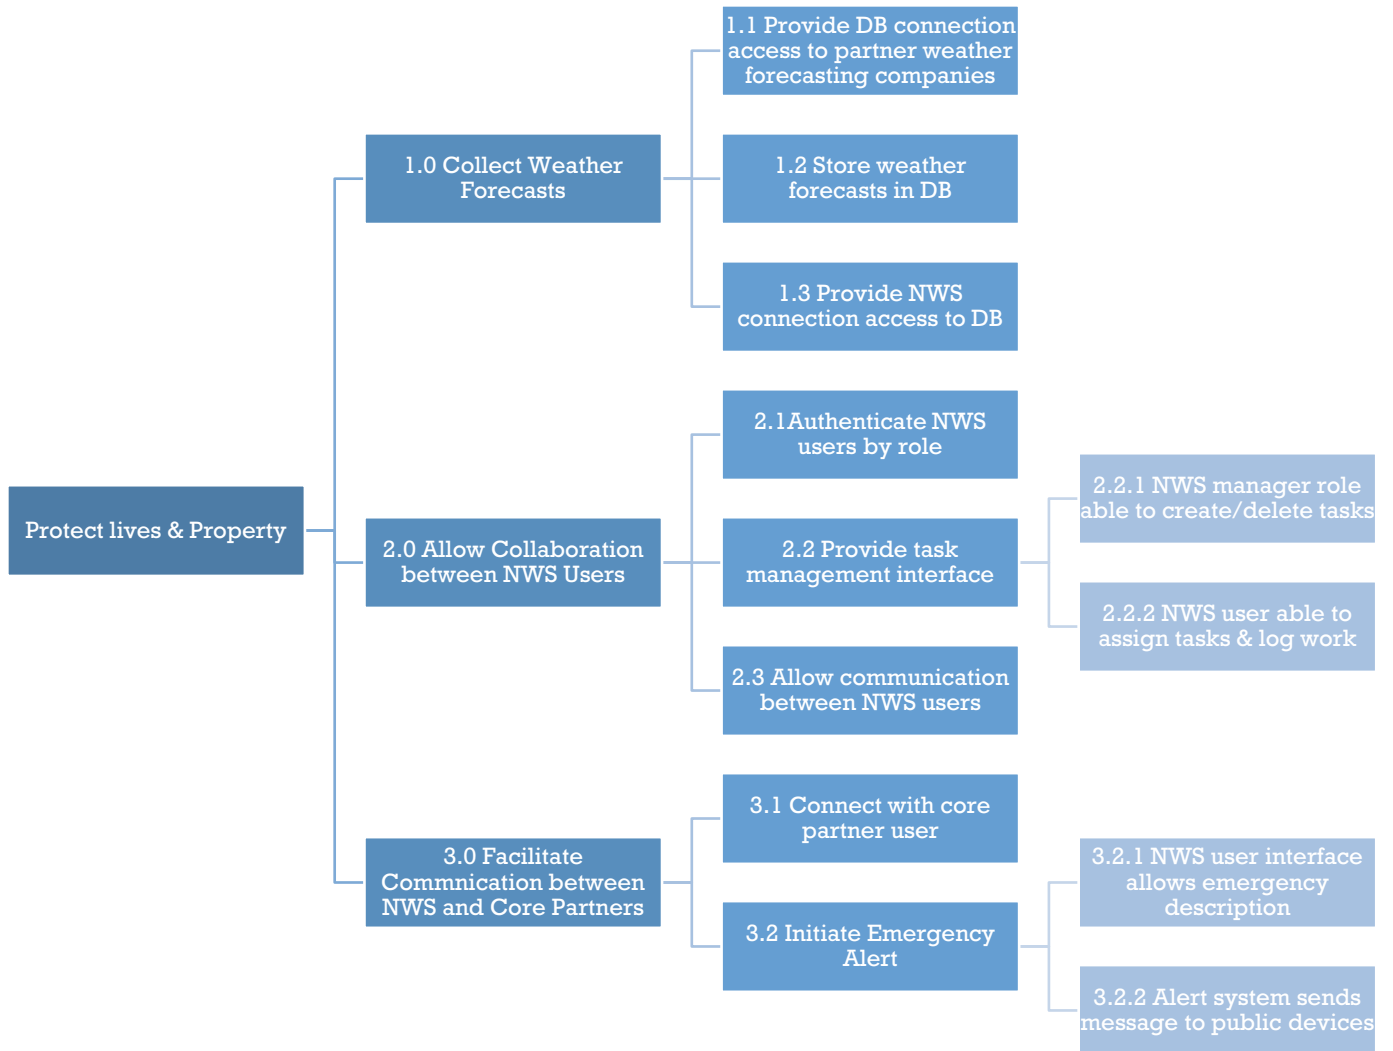 Protect lives & Property
1.0 Collect Weather
Forecasts
1.1 Provide DB connection
access to partner weather
forecasting companies
1.2 Store weather
forecasts in DB
1.3 Provide NWS
connection access to DB
2.0 Allow Collaboration
between NWS Users
2.1Authenticate NWS
users by role
2.2 Provide task
management interface
2.2.1 NWS manager role
able to create/delete tasks
2.2.2 NWS user able to
assign tasks & log work
2.3 Allow communication
between NWS users
3.0 Facilitate
Commnication between
NWS and Core Partners
3.1 Connect with core
partner user
3.2 Initiate Emergency
Alert
3.2.1 NWS user interface
allows emergency
description
3.2.2 Alert system sends
message to public devices